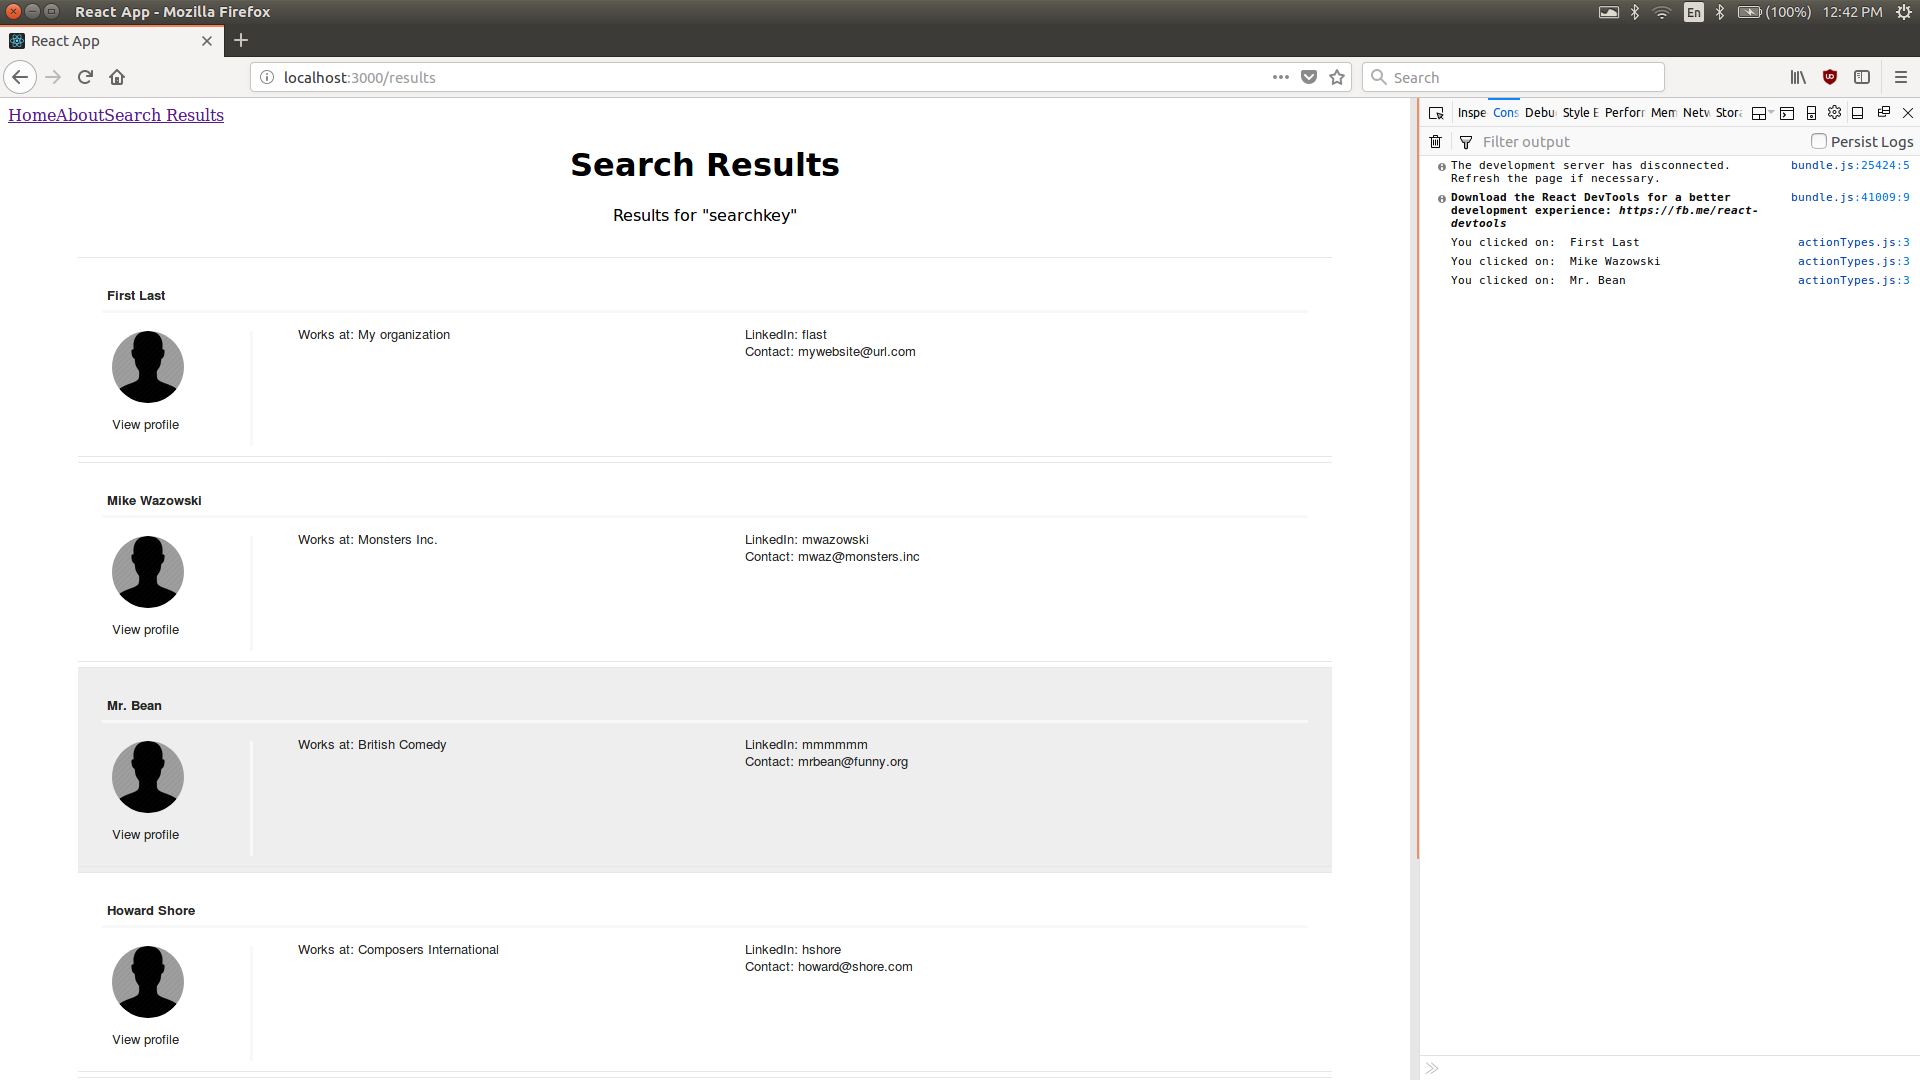 React App - Mozilla Firefox
En
(100%)
12:42 PM
React App
localhost:3000/results
Search
HomeAboutSearch Results
Search Results
Results for "searchkey"
First Last
Works at: My organization
LinkedIn: flast
Contact: mywebsite@url.com
View profile
Mike Wazowski
Works at: Monsters Inc.
LinkedIn: mwazowski
Contact: mwaz@monsters.inc
View profile
Mr. Bean
Works at: British Comedy
LinkedIn: mmmmmm
Contact: mrbean@funny.org
View profile
Howard Shore
Works at: Composers International
LinkedIn: hshore
Contact: howard@shore.com
View profile
Inspe Cons Debu Style E Perforr Mem Netw Stora
Filter output
Persist Logs
The development server has disconnected. bundle.js:25424:5
Refresh the page if necessary.
Download the React DevTools for a better bundle.js:41009:9
development experience: https://fb.me/react-
devtools
You clicked on:  First Last actionTypes.js:3
You clicked on:  Mike Wazowski actionTypes.js:3
You clicked on:  Mr. Bean actionTypes.js:3